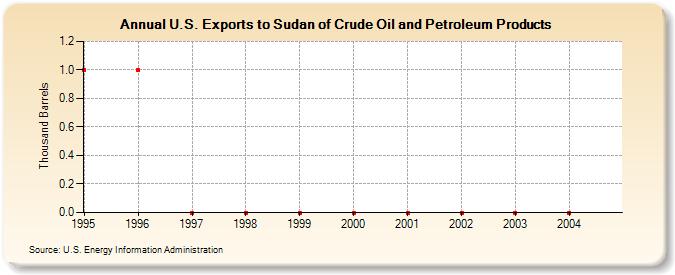 Annual U.S. Exports to Sudan of Crude Oil and Petroleum Products
Thousand Barrels
1.2
1.0
0.8
0.6
0.4
0.2
0.0
1995 1996 1997 1998 1999 2000 2001 2002 2003 2004
Source: U.S. Energy Information Administration